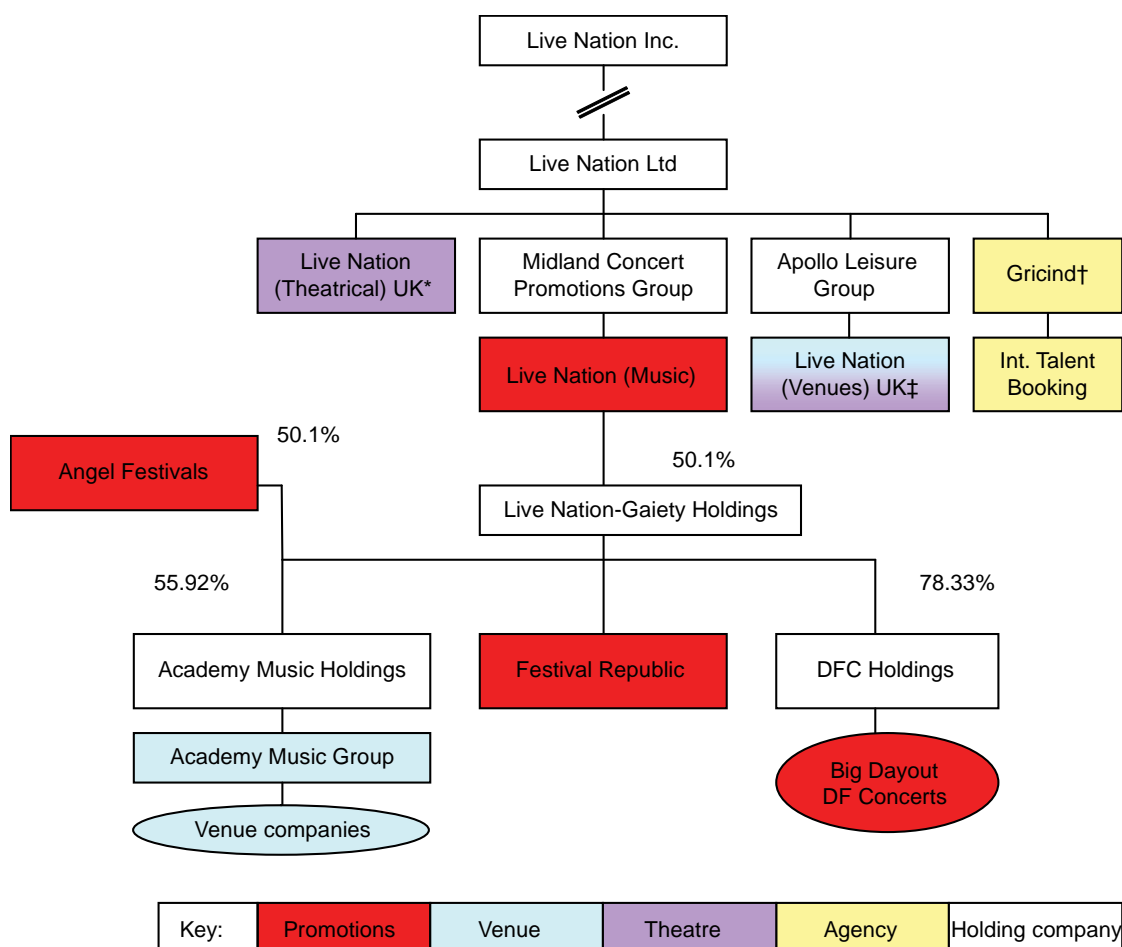 Live Nation Inc.
Live Nation Ltd
Live Nation
(Theatrical) UK*
Midland Concert
Promotions Group
Apollo Leisure
Group
Gricind†
Live Nation (Music)
Live Nation
(Venues) UK‡
Int. Talent
Booking
50.1%
Angel Festivals
50.1%
Live Nation-Gaiety Holdings
55.92%
78.33%
Academy Music Holdings
Festival Republic
DFC Holdings
Academy Music Group
Big Dayout
DF Concerts
Venue companies
Key:
Promotions
Venue
Theatre
Agency
Holding company